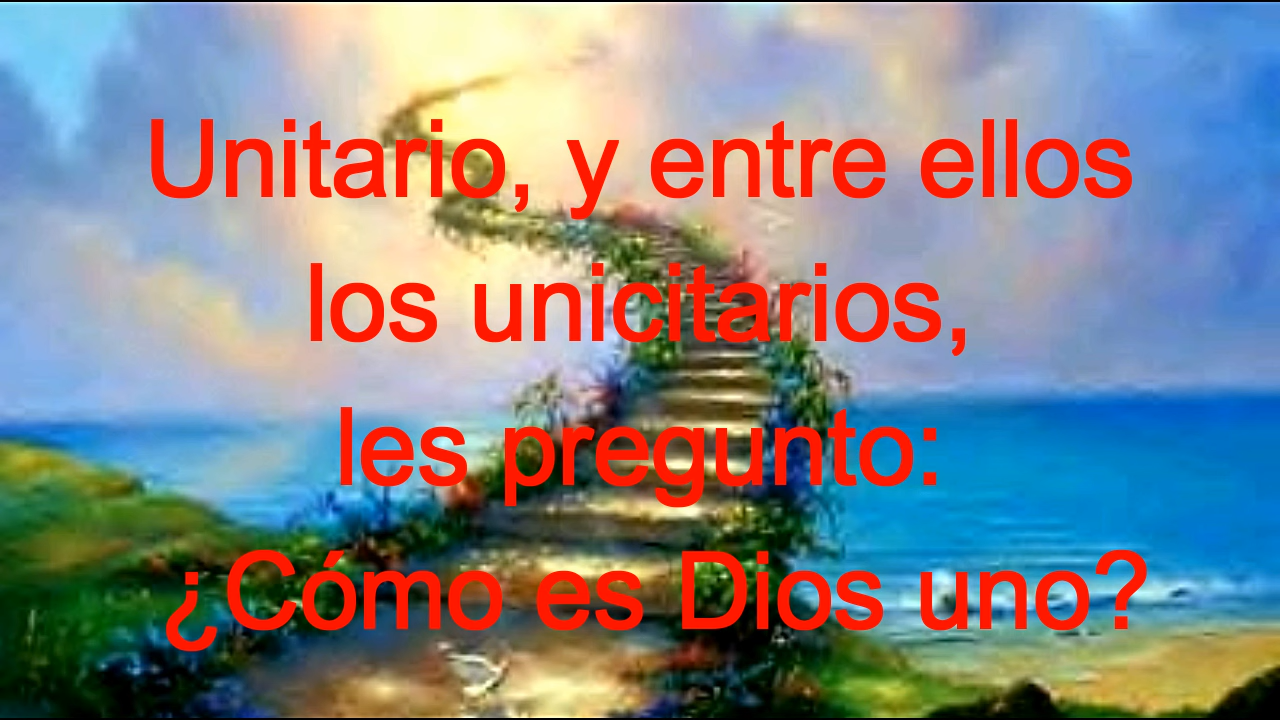 Unitario, y entre ellos
los unicitarios,
les pregunto:
¿Cómo es Dios uno?